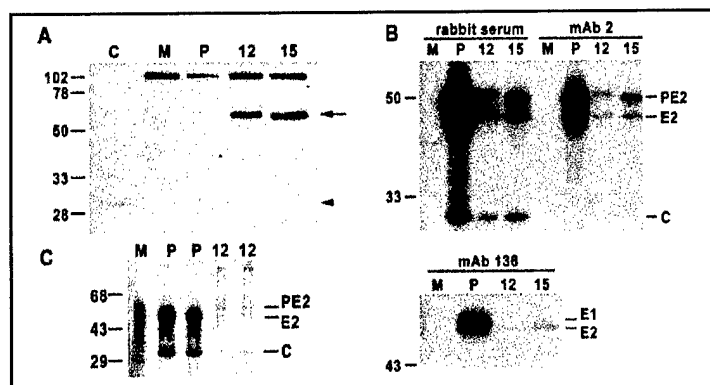 A
C M P 12 15
102
78
50
33
28
B
rabbit serum mAb 2
M P 12 15 M P 12 15
50
33
PE2
E2
C
C
M P P 12 12
68
43
29
PE2
E2
C
mAb 136
M P 12 15
E1
E2
43